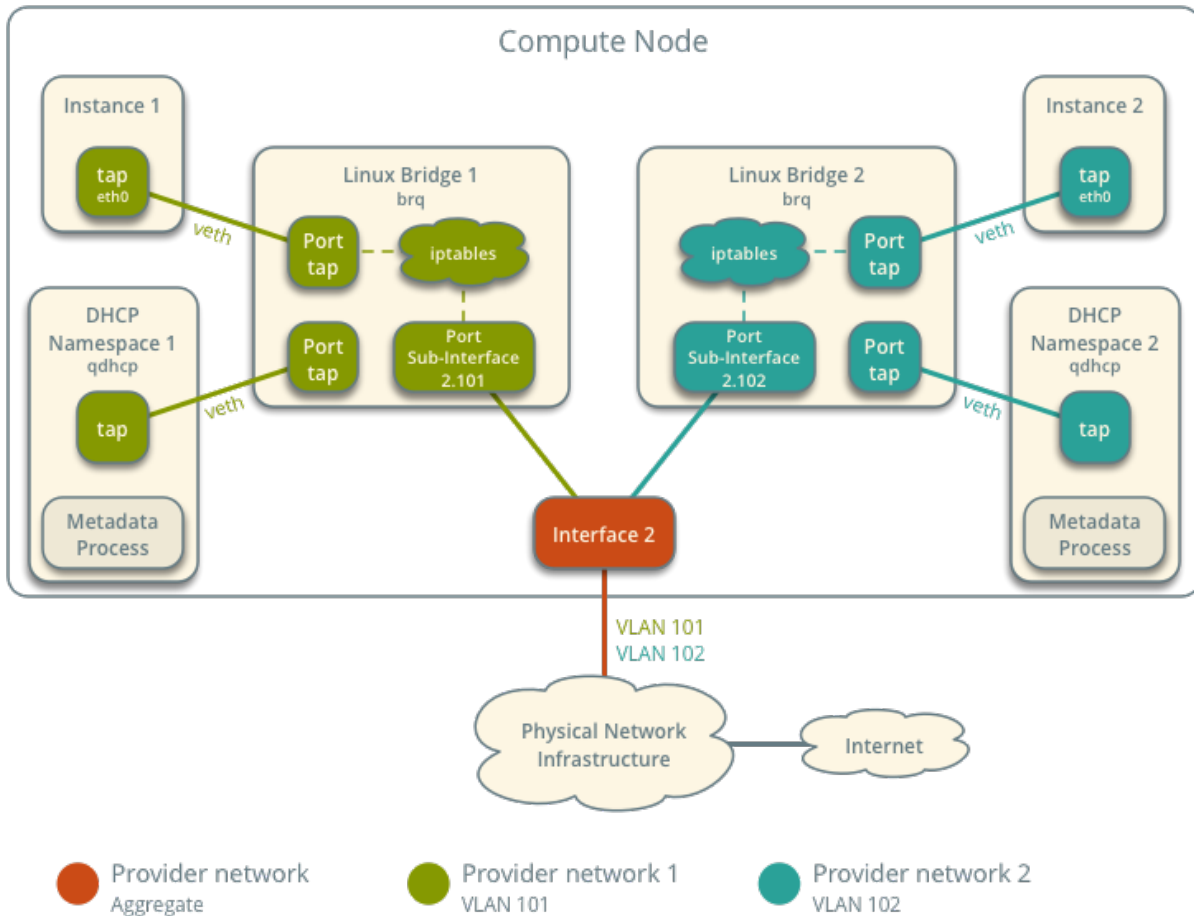 Compute Node
Instance 1
tap
eth0
veth
Linux Bridge 1
brq
Port
tap
iptables
DHCP
Namespace 1
qdhcp
tap
veth
Port
tap
Port
Sub-Interface
2.101
Metadata
Process
Linux Bridge 2
brq
iptables
Port
tap
Instance 2
tap
eth0
veth
Port
Sub-Interface
2.102
Port
tap
veth
DHCP
Namespace 2
qdhcp
tap
Metadata
Process
Interface 2
VLAN 101
VLAN 102
Physical Network
Infrastructure
Internet
Provider network
Aggregate
Provider network 1
VLAN 101
Provider network 2
VLAN 102